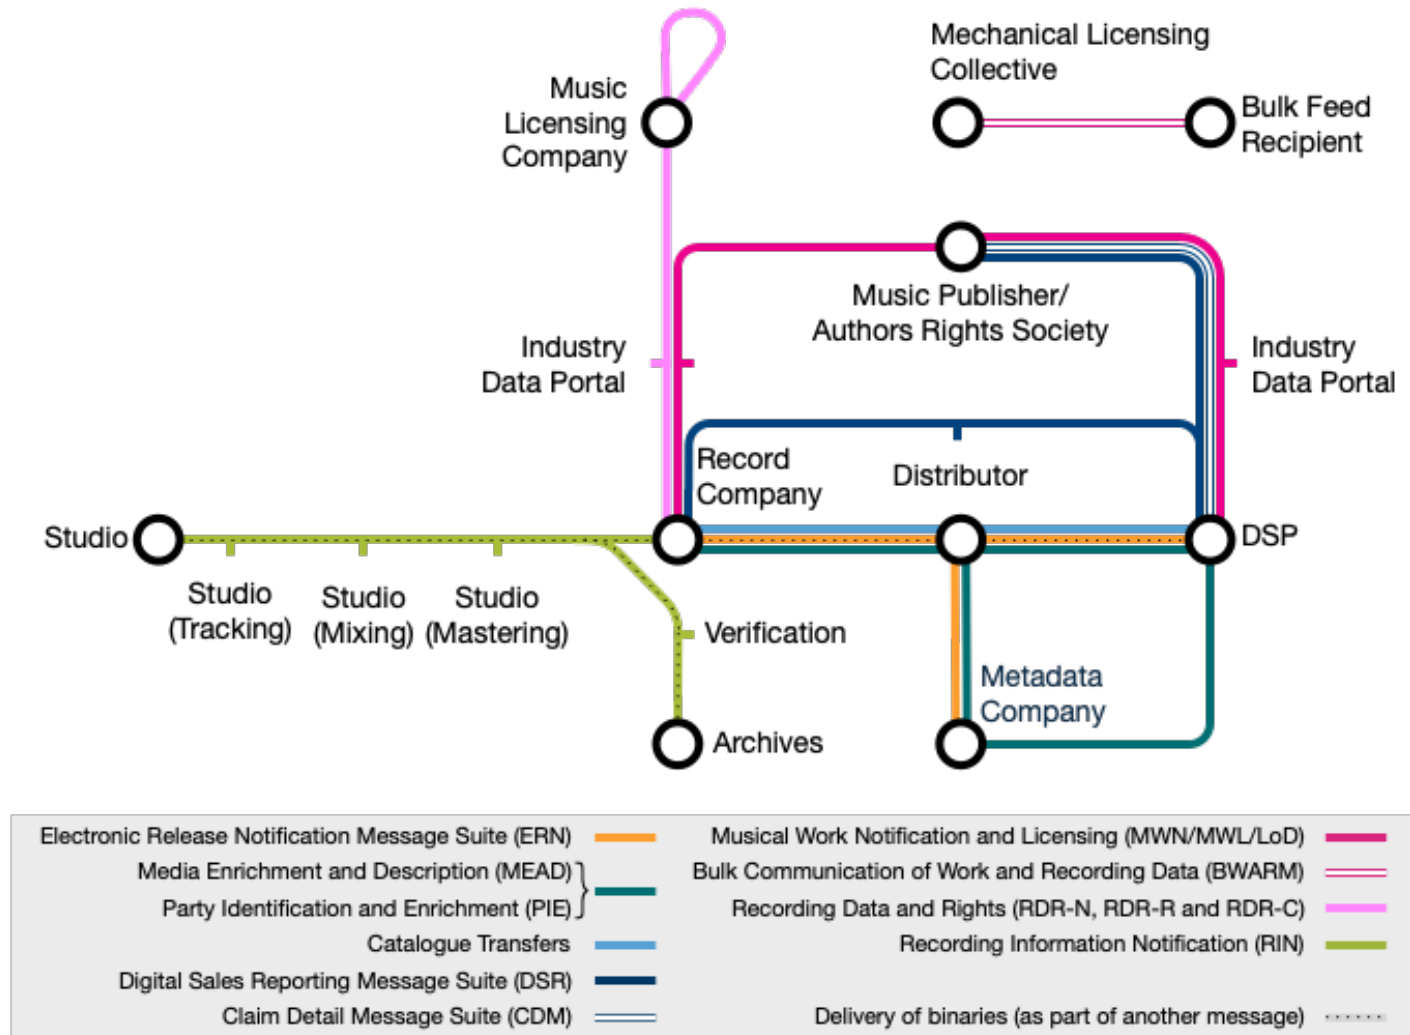 Mechanical Licensing
Collective
Music
Licensing
Company
Bulk Feed
Recipient
Music Publisher/
Authors Rights Society
Industry
Data Portal
Industry
Data Portal
Record
Company
Distributor
Studio
DSP
Studio
(Tracking)
Studio
(Mixing)
Studio
(Mastering)
Verification
Metadata
Company
Archives
Electronic Release Notification Message Suite (ERN)
Media Enrichment and Description (MEAD)
Party Identification and Enrichment (PIE)
Catalogue Transfers
Digital Sales Reporting Message Suite (DSR)
Claim Detail Message Suite (CDM)
Musical Work Notification and Licensing (MWN/MWL/LoD)
Bulk Communication of Work and Recording Data (BWARM)
Recording Data and Rights (RDR-N, RDR-R and RDR-C)
Recording Information Notification (RIN)
Delivery of binaries (as part of another message)